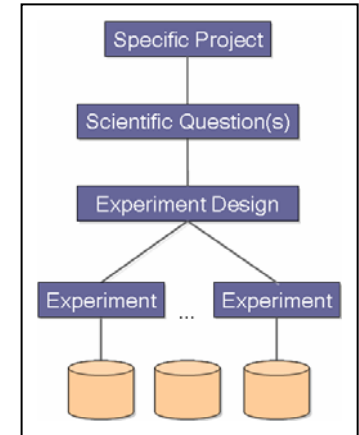 Specific Project
Scientific Question(s)
Experiment Design
Experiment ... Experiment